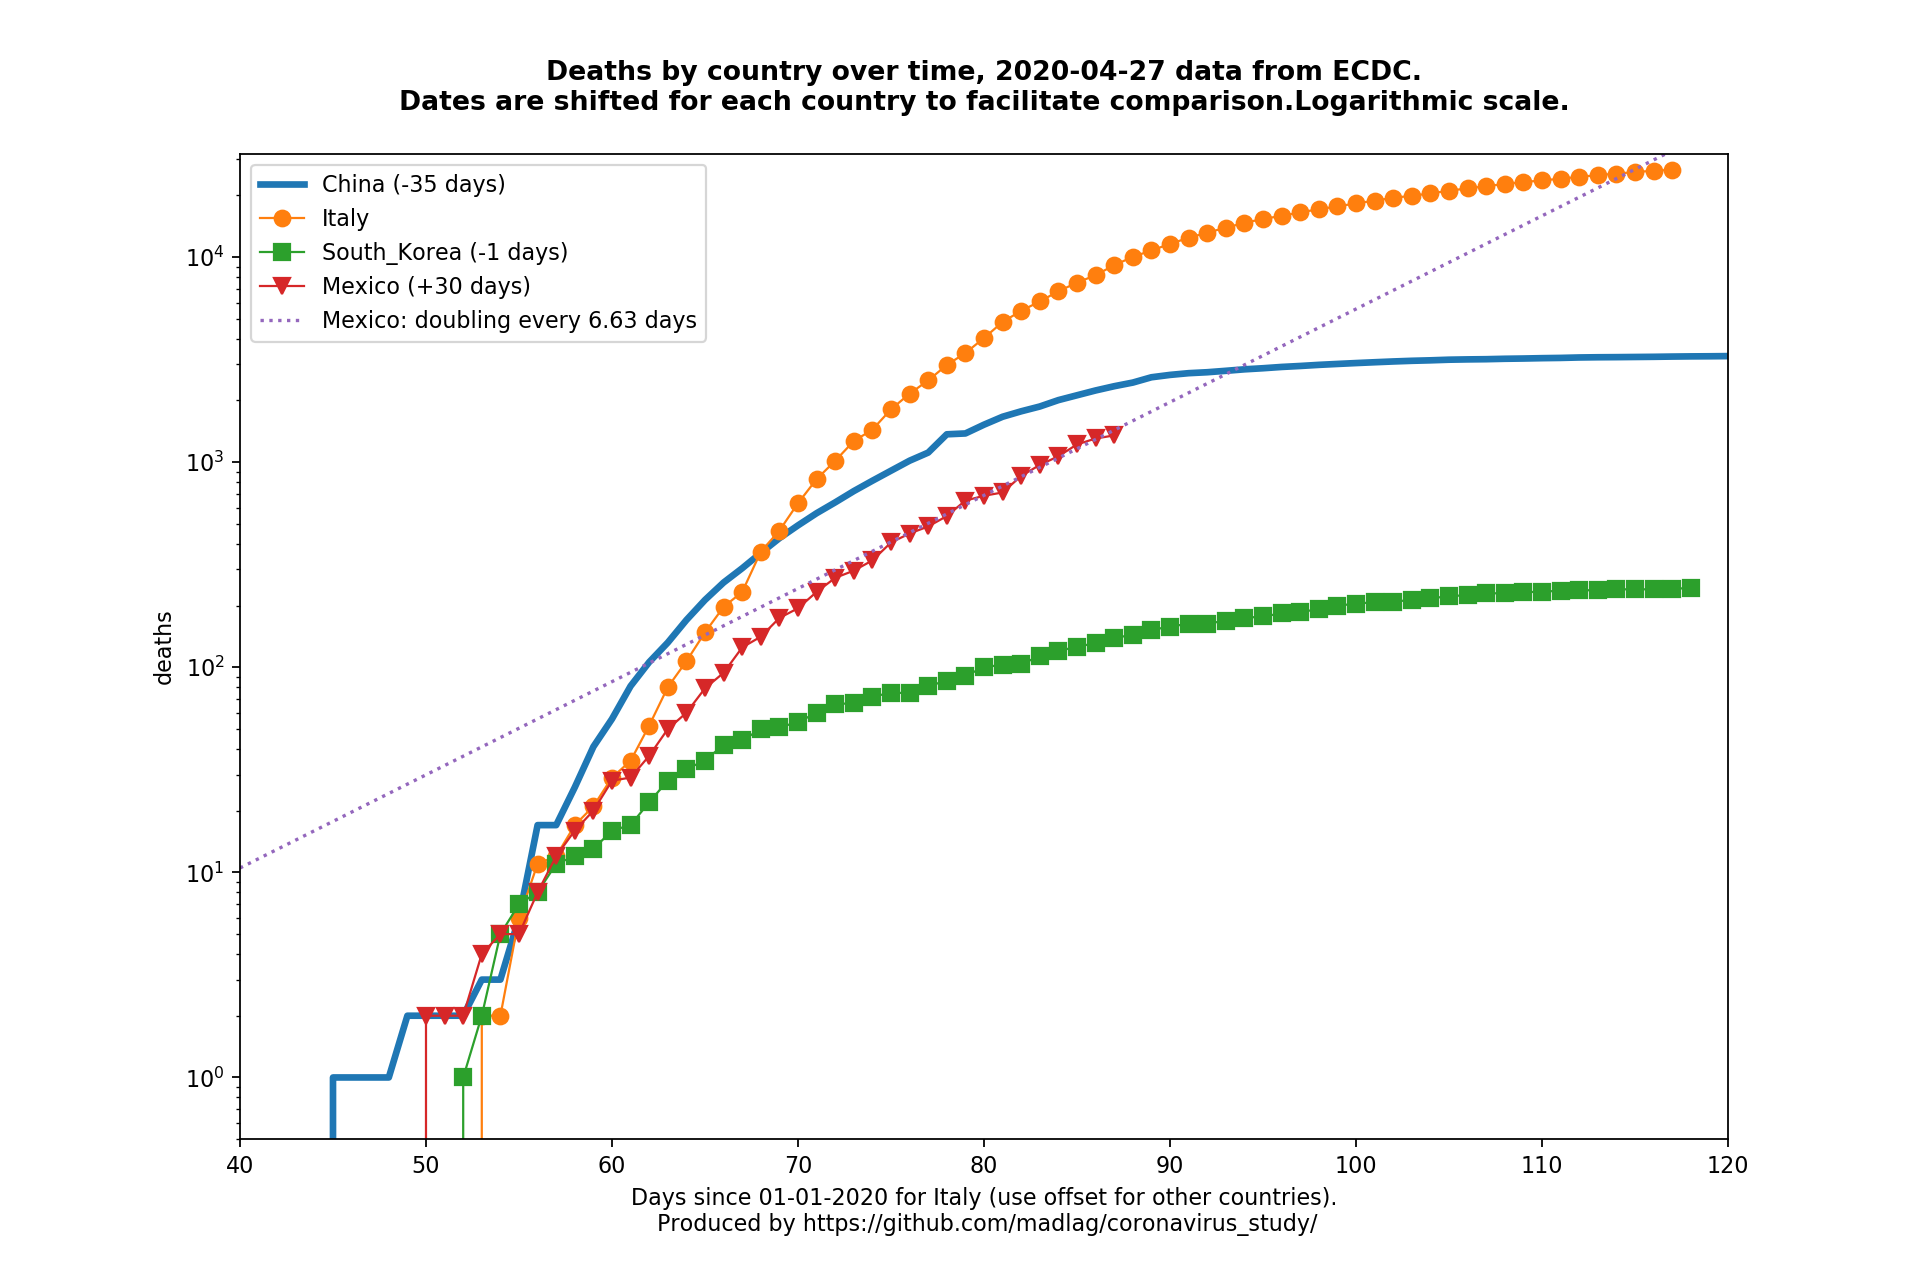 Deaths by country over time, 2020-04-27 data from ECDC.
Dates are shifted for each country to facilitate comparison.Logarithmic scale.
China (-35 days)
Italy
South_Korea (-1 days)
Mexico (+30 days)
Mexico: doubling every 6.63 days
deaths
10⁴
10³
10²
10¹
10⁰
40 50 60 70 80 90 100 110 120
Days since 01-01-2020 for Italy (use offset for other countries).
Produced by https://github.com/madlag/coronavirus_study/